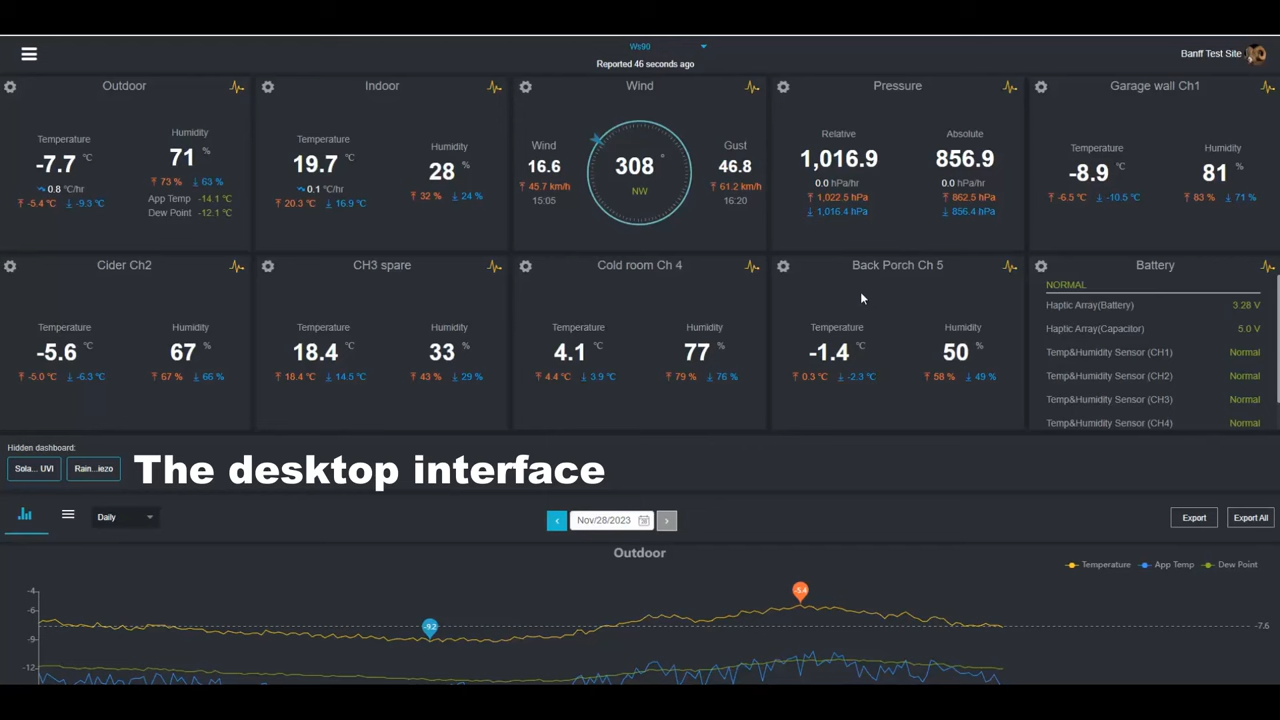 Ws90
Reported 46 seconds ago
Banff Test Site
Outdoor
Temperature
-7.7 °C
0.8 °C/hr
-5.4 °C -9.3 °C
Humidity
71 %
73 % 63 %
App Temp -14.1 °C
Dew Point -12.1 °C
Indoor
Temperature
19.7 °C
0.1 °C/hr
20.3 °C 16.9 °C
Humidity
28 %
32 % 24 %
Wind
Wind
16.6
45.7 km/h
15:05
308 °
NW
Gust
46.8
61.2 km/h
16:20
Pressure
Relative
1,016.9
0.0 hPa/hr
1,022.5 hPa
1,016.4 hPa
Absolute
856.9
0.0 hPa/hr
862.5 hPa
856.4 hPa
Garage wall Ch1
Temperature
-8.9 °C
-6.5 °C -10.5 °C
Humidity
81 %
83 % 71 %
Cider Ch2
Temperature
-5.6 °C
-5.0 °C -6.3 °C
Humidity
67 %
67 % 66 %
CH3 spare
Temperature
18.4 °C
18.4 °C 14.5 °C
Humidity
33 %
43 % 29 %
Cold room Ch 4
Temperature
4.1 °C
4.4 °C 3.9 °C
Humidity
77 %
79 % 76 %
Back Porch Ch 5
Temperature
-1.4 °C
0.3 °C -2.3 °C
Humidity
50 %
58 % 49 %
Battery
NORMAL
Haptic Array(Battery) 3.28 V
Haptic Array(Capacitor) 5.0 V
Temp&Humidity Sensor (CH1) Normal
Temp&Humidity Sensor (CH2) Normal
Temp&Humidity Sensor (CH3) Normal
Temp&Humidity Sensor (CH4) Normal
Hidden dashboard:
Sola... UVI Rain...iezo
The desktop interface
Daily
Nov/28/2023
Export Export All
Outdoor
Temperature App Temp Dew Point
-4
-6
-9
-12
-9.2
-5.4
-7.6